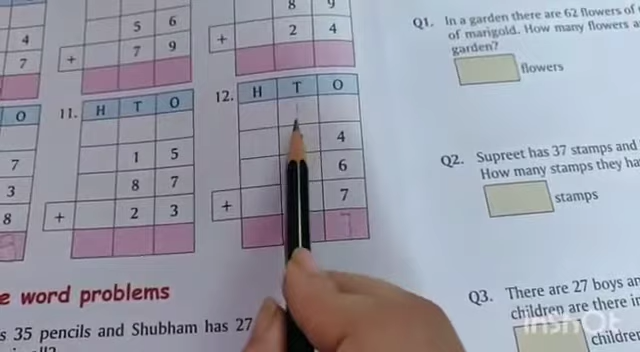 8 9
5 6
4
+ 7 9
+ 2 4
7
O
11. H T O
12. H T O
1
4
1 5
7
6
8 7
3
7
+ 2 3
+
8
7
e word problems
s 35 pencils and Shubham has 27
Q1. In a garden there are 62 flowers of
of marigold. How many flowers a
garden?
flowers
Q2. Supreet has 37 stamps and
How many stamps they ha
stamps
Q3. There are 27 boys an
children are there in
children
InShOt